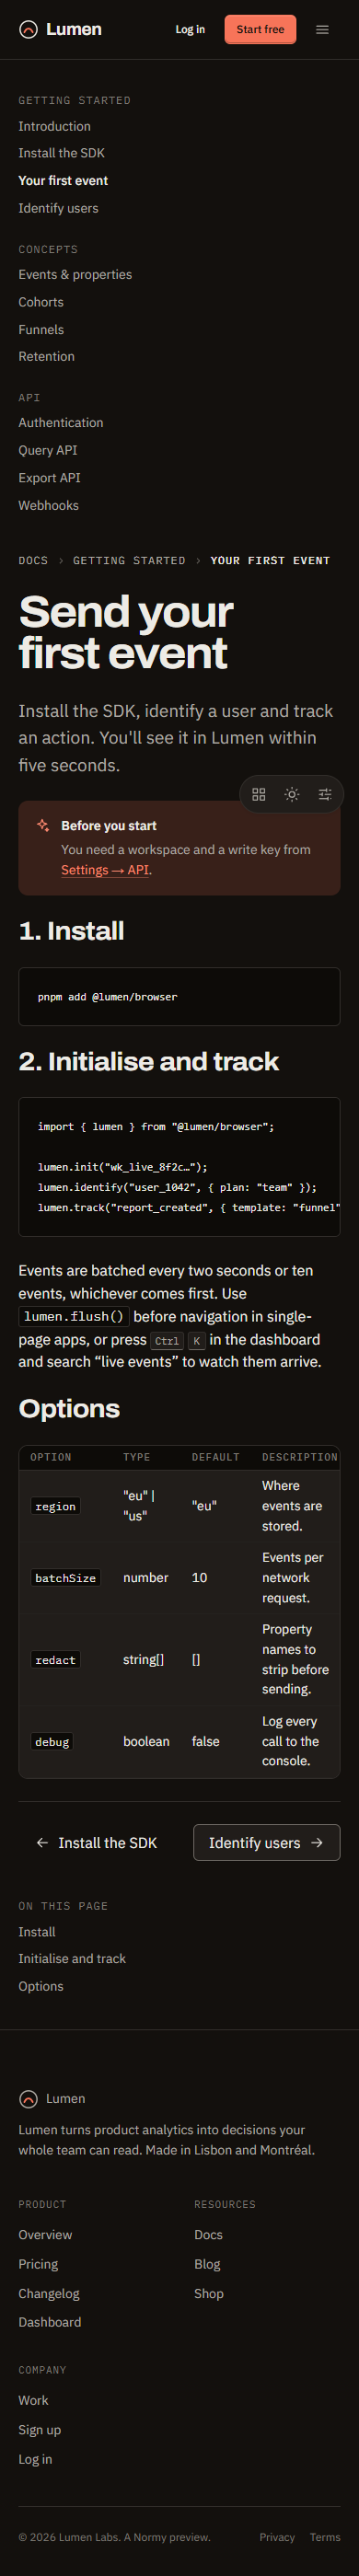 Lumen
Log in
Start free
GETTING STARTED
Introduction
Install the SDK
Your first event
Identify users
CONCEPTS
Events & properties
Cohorts
Funnels
Retention
API
Authentication
Query API
Export API
Webhooks
DOCS › GETTING STARTED › YOUR FIRST EVENT
Send your
first event
Install the SDK, identify a user and track
an action. You'll see it in Lumen within
five seconds.
Before you start
You need a workspace and a write key from
Settings → API.
1. Install
pnpm add @lumen/browser
2. Initialise and track
import { lumen } from "@lumen/browser";
lumen.init("wk_live_8f2c…");
lumen.identify("user_1042", { plan: "team" });
lumen.track("report_created", { template: "funnel"
Events are batched every two seconds or ten
events, whichever comes first. Use
lumen.flush() before navigation in single-
page apps, or press Ctrl K in the dashboard
and search “live events” to watch them arrive.
Options
OPTION TYPE DEFAULT DESCRIPTION
region "eu" | "us" "eu" Where events are stored.
batchSize number 10 Events per network request.
redact string[] [] Property names to strip before sending.
debug boolean false Log every call to the console.
← Install the SDK
Identify users →
ON THIS PAGE
Install
Initialise and track
Options
Lumen
Lumen turns product analytics into decisions your
whole team can read. Made in Lisbon and Montréal.
PRODUCT
Overview
Pricing
Changelog
Dashboard
RESOURCES
Docs
Blog
Shop
COMPANY
Work
Sign up
Log in
© 2026 Lumen Labs. A Normy preview.
Privacy
Terms